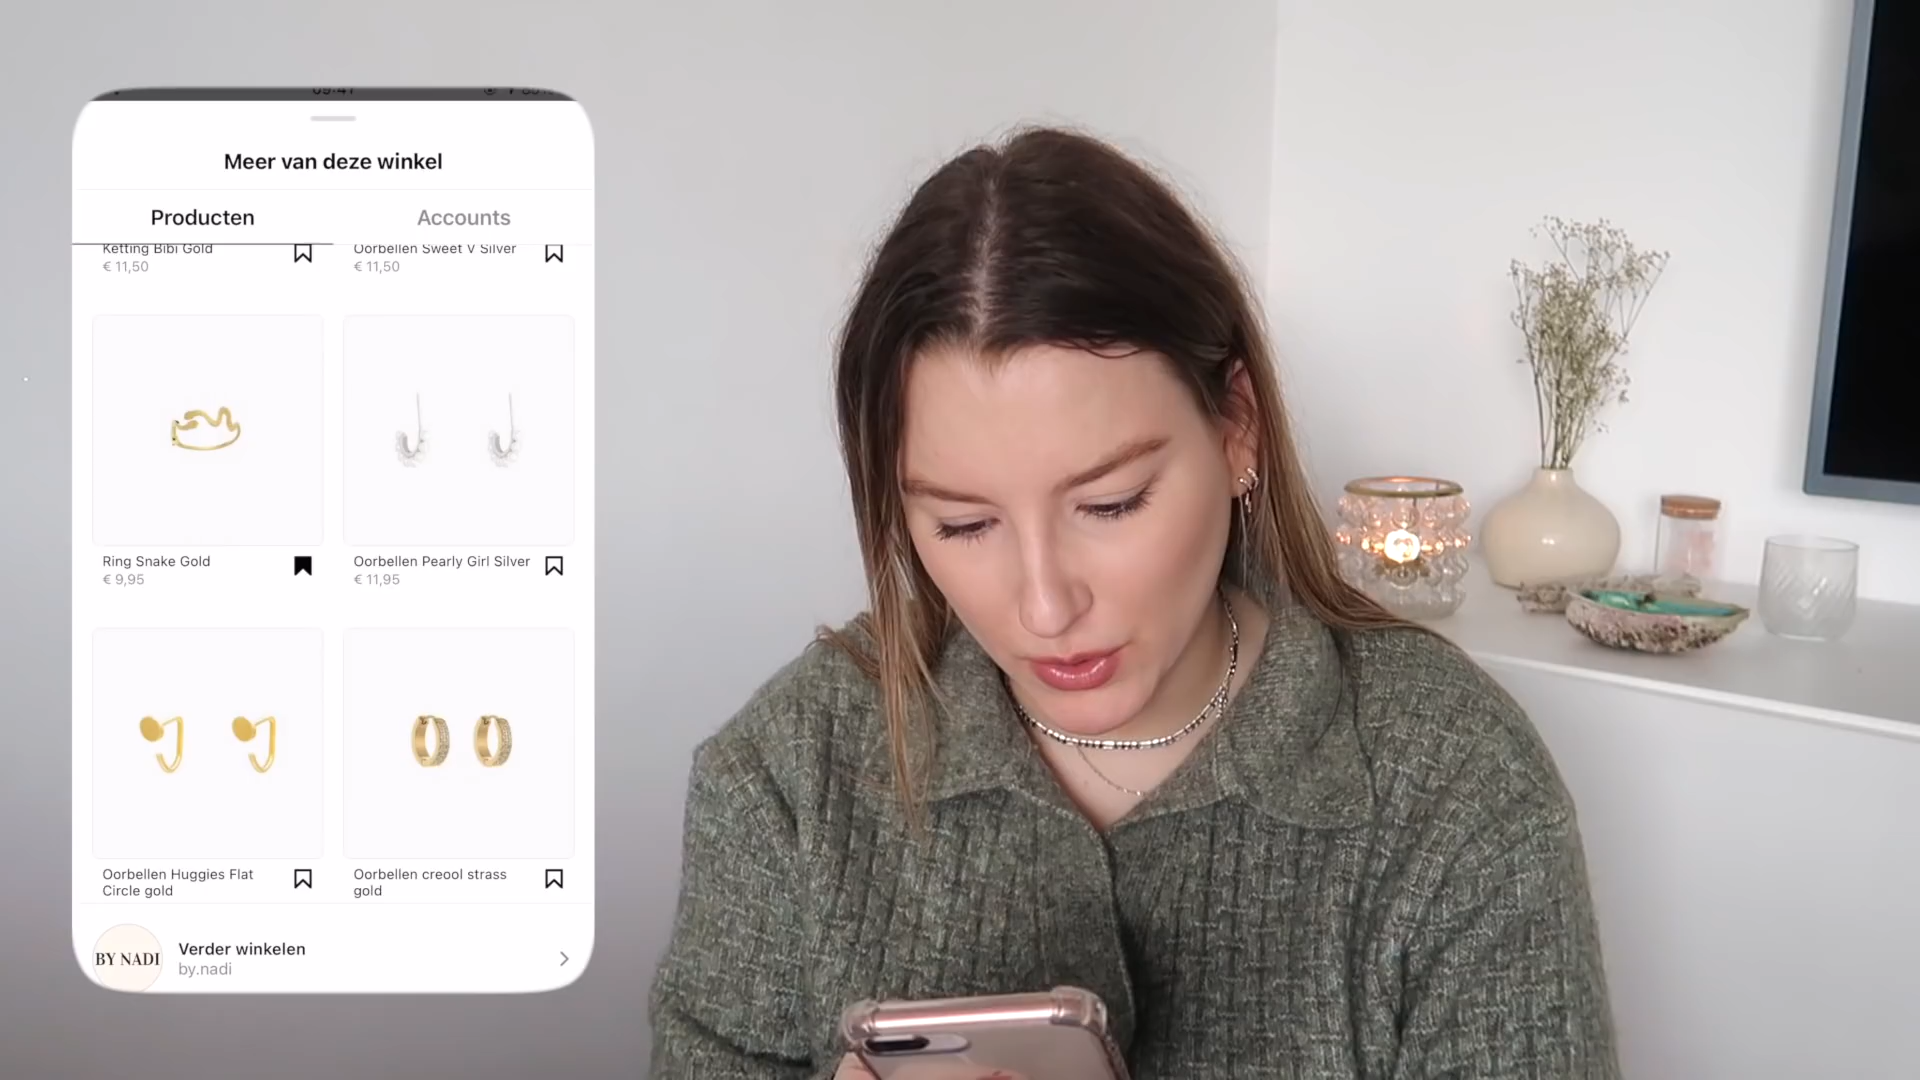 09:41
Meer van deze winkel
Producten
Accounts
Ketting Bibi Gold
€ 11,50
Oorbellen Sweet V Silver
€ 11,50
Ring Snake Gold
€ 9,95
Oorbellen Pearly Girl Silver
€ 11,95
Oorbellen Huggies Flat
Circle gold
Oorbellen creool strass
gold
BY NADI
Verder winkelen
by.nadi